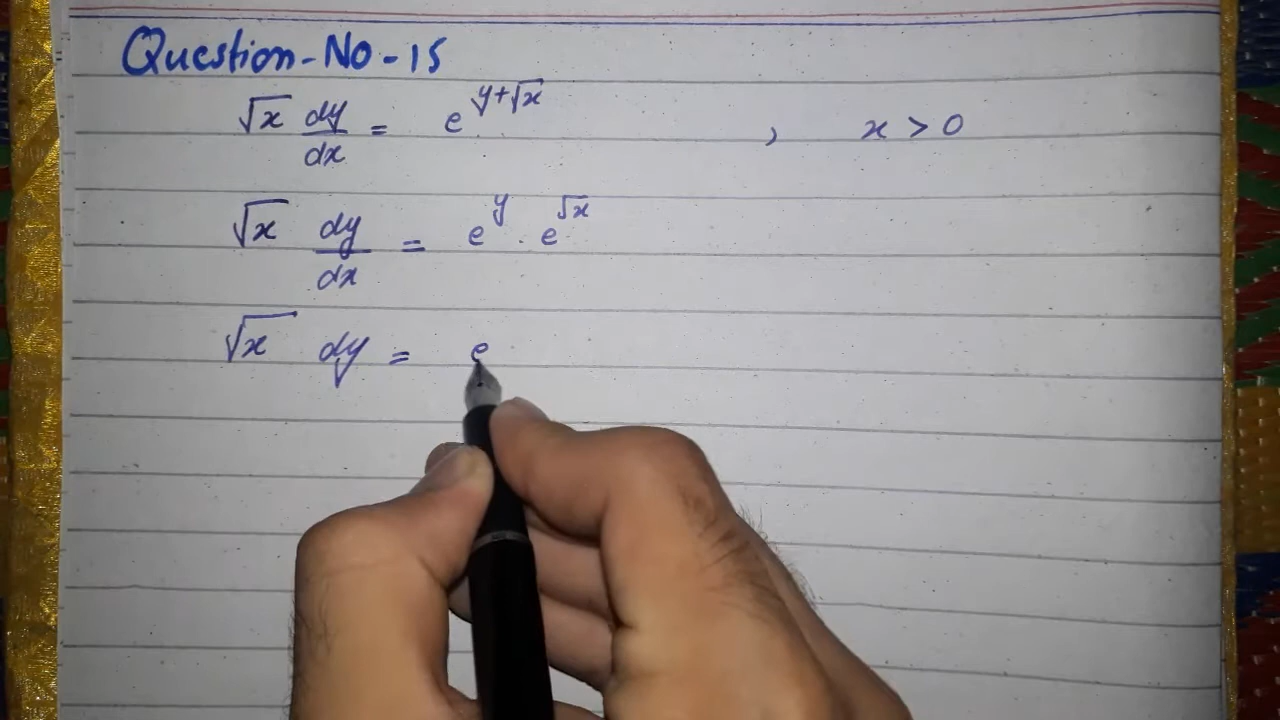 Question-No-15
√x dy/dx = e^{y+√x} , x > 0
√x dy/dx = e^y · e^{√x}
√x dy = e